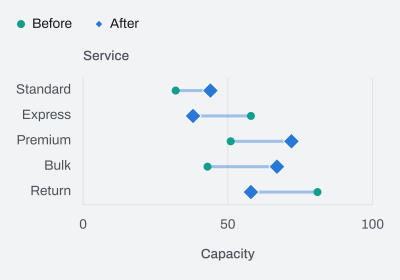 Before After
Service
Standard
Express
Premium
Bulk
Return
0 50 100
Capacity